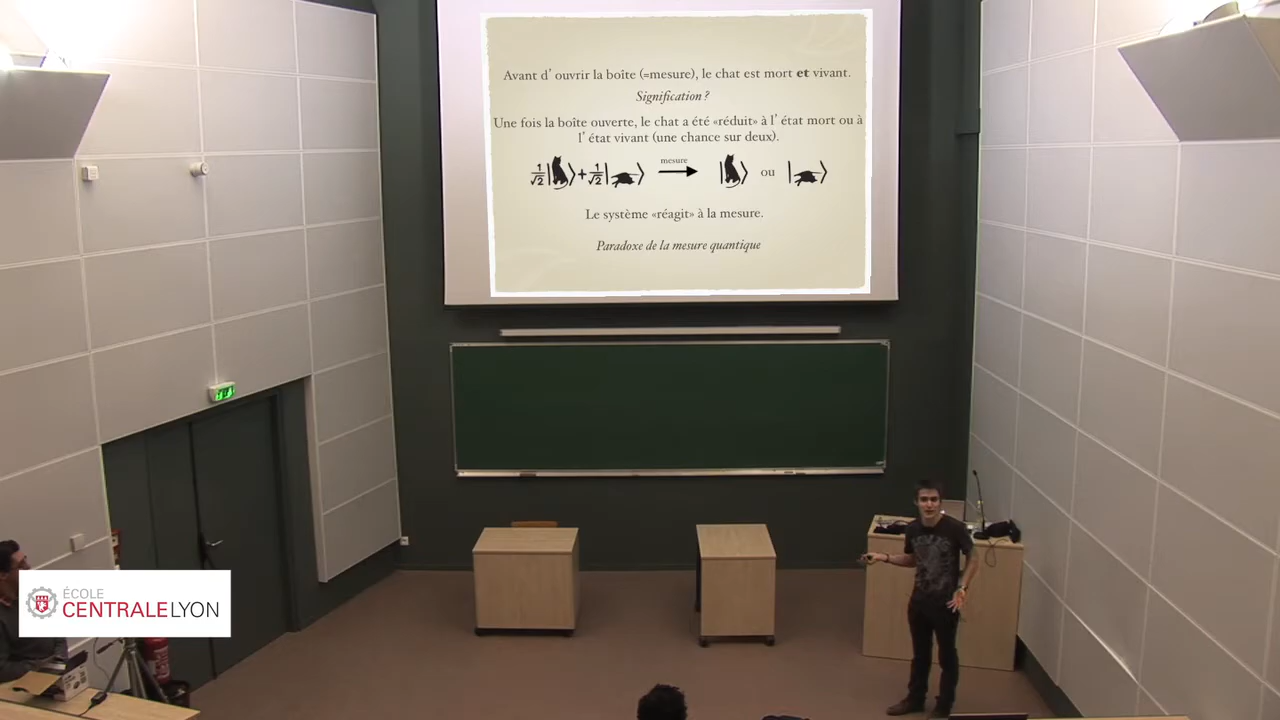 Avant d' ouvrir la boîte (=mesure), le chat est mort et vivant.
Signification ?
Une fois la boîte ouverte, le chat a été «réduit» à l' état mort ou à
l' état vivant (une chance sur deux).
1/√2| ⟩+1/√2| ⟩ mesure | ⟩ ou | ⟩
Le système «réagit» à la mesure.
Paradoxe de la mesure quantique
ÉCOLE
CENTRALELYON